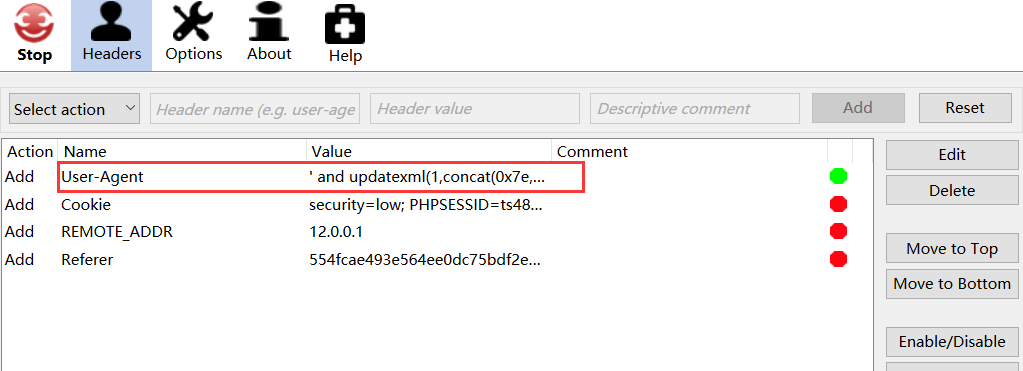 Stop Headers Options About Help
Select action Header name (e.g. user-age Header value Descriptive comment Add Reset
Action Name Value Comment
Add User-Agent ' and updatexml(1,concat(0x7e,...
Add Cookie security=low; PHPSESSID=ts48...
Add REMOTE_ADDR 12.0.0.1
Add Referer 554fcae493e564ee0dc75bdf2e...
Edit
Delete
Move to Top
Move to Bottom
Enable/Disable